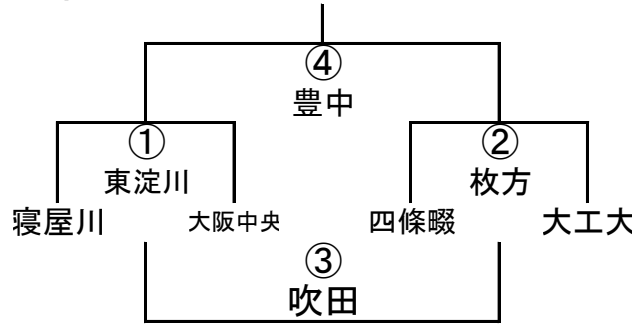 ④
豊中
① ②
東淀川 枚方
寝屋川 大阪中央 四條畷 大工大
③
吹田